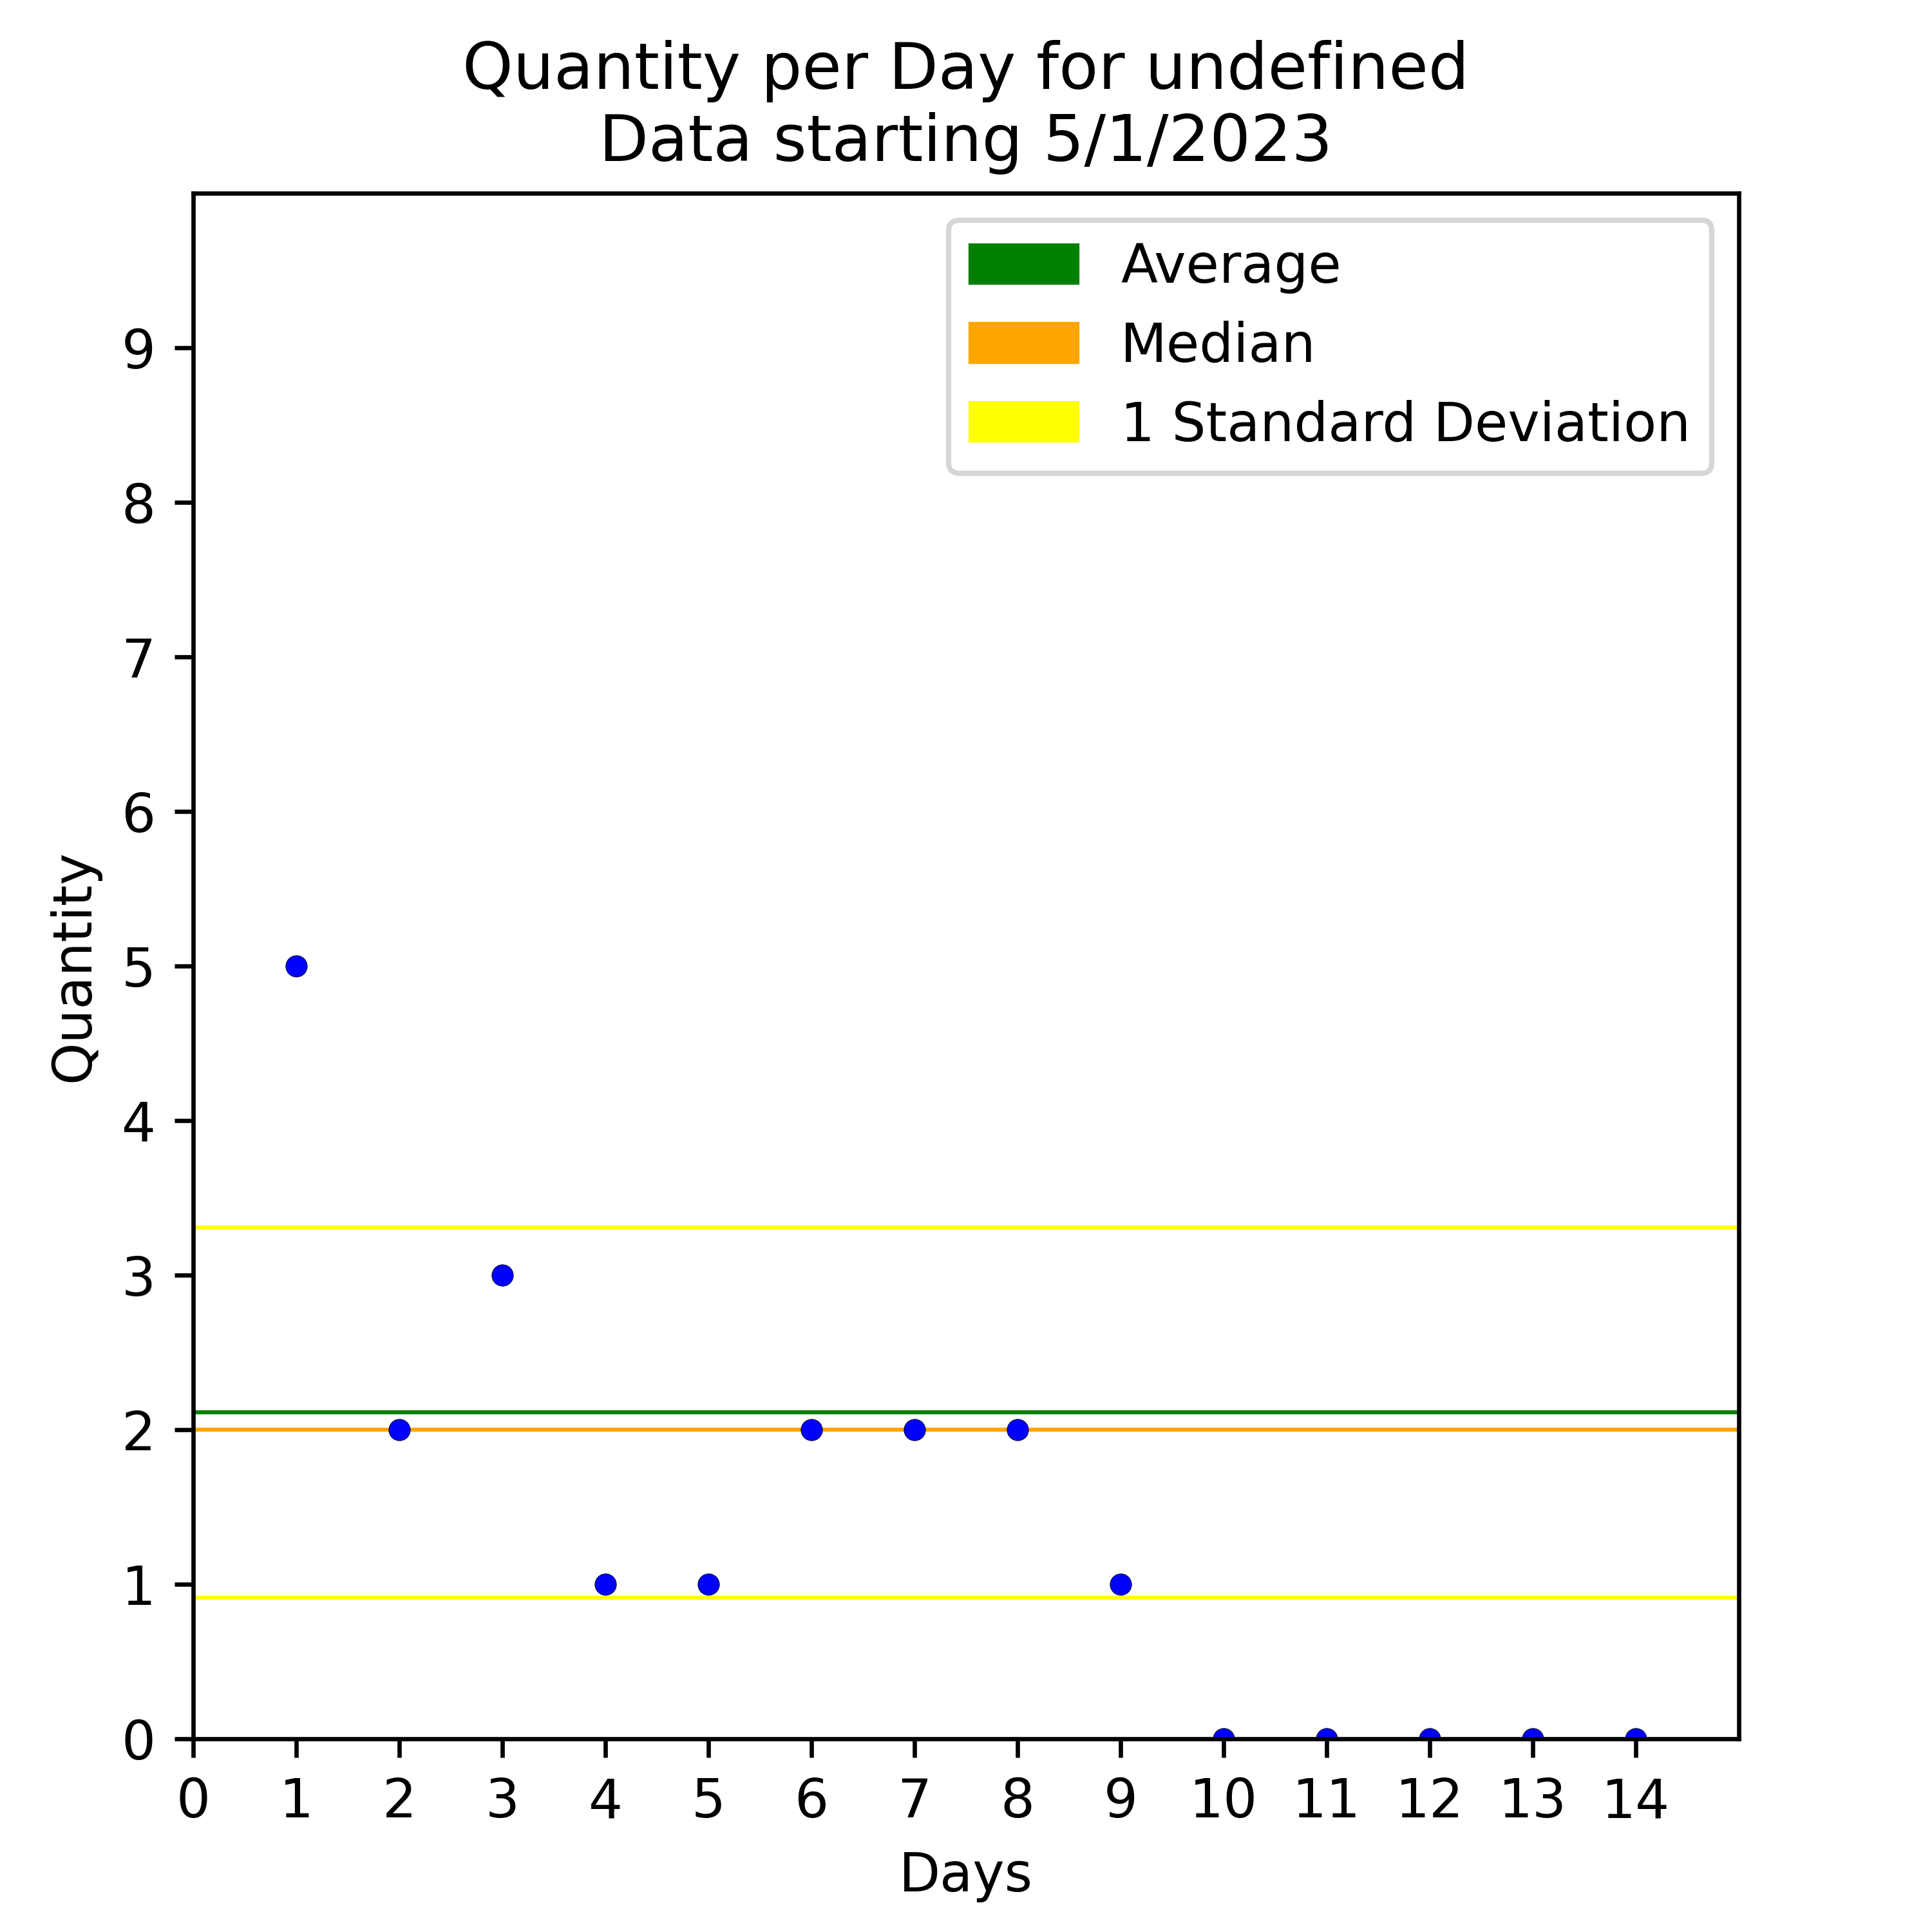 Quantity per Day for undefined
Data starting 5/1/2023
Average
Median
1 Standard Deviation
9
8
7
6
5
4
3
2
1
0
Quantity
0 1 2 3 4 5 6 7 8 9 10 11 12 13 14
Days